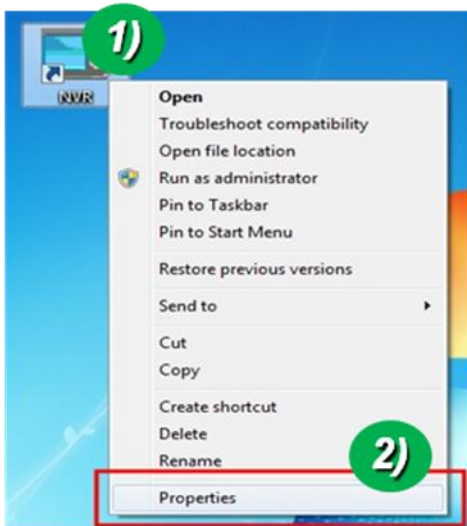 1)
NVR
Open
Troubleshoot compatibility
Open file location
Run as administrator
Pin to Taskbar
Pin to Start Menu
Restore previous versions
Send to
Cut
Copy
Create shortcut
Delete
Rename
2)
Properties